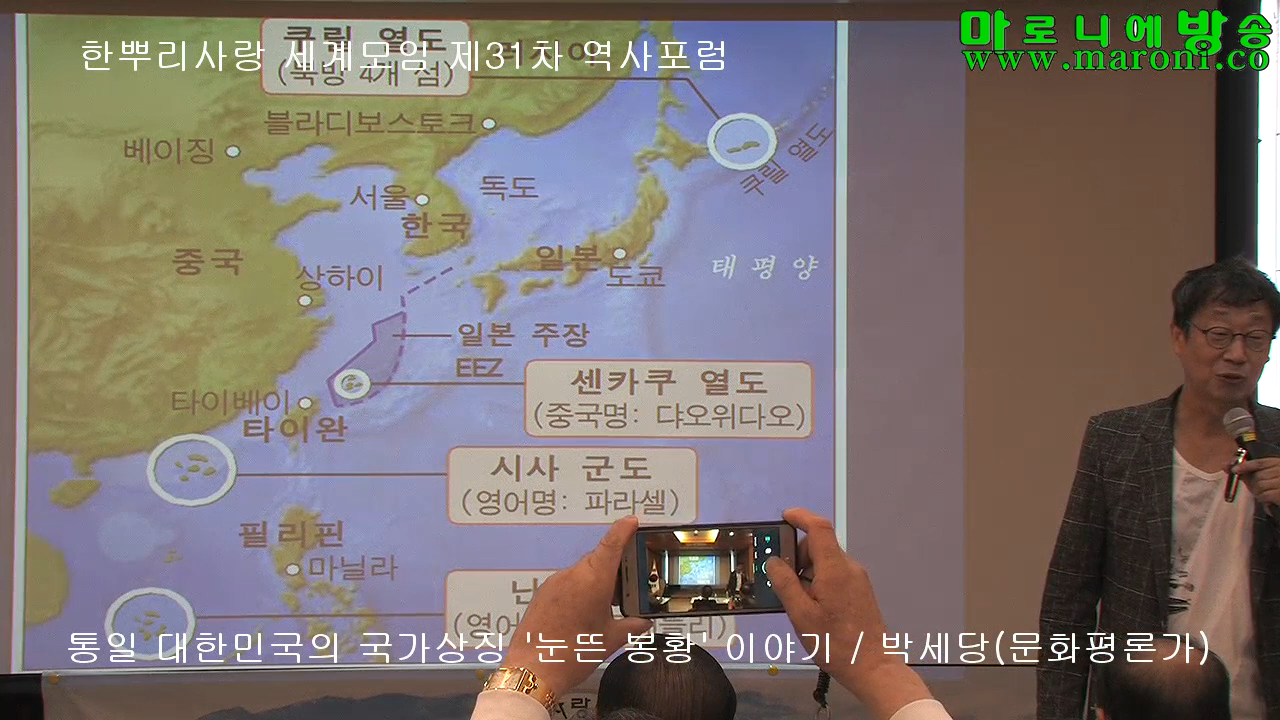 마로니에방송
www.maroni.co
한뿌리사랑 세계모임 제31차 역사포럼
쿠릴 열도
(북방 4개 섬)
블라디보스토크
베이징
쿠릴 열도
서울
독도
한국
중국
일본
도쿄
태평양
상하이
일본 주장
EEZ
센카쿠 열도
(중국명: 댜오위다오)
타이베이
타이완
시사 군도
(영어명: 파라셀)
필리핀
마닐라
통일 대한민국의 국가상징 '눈뜬 봉황' 이야기 / 박세당(문화평론가)